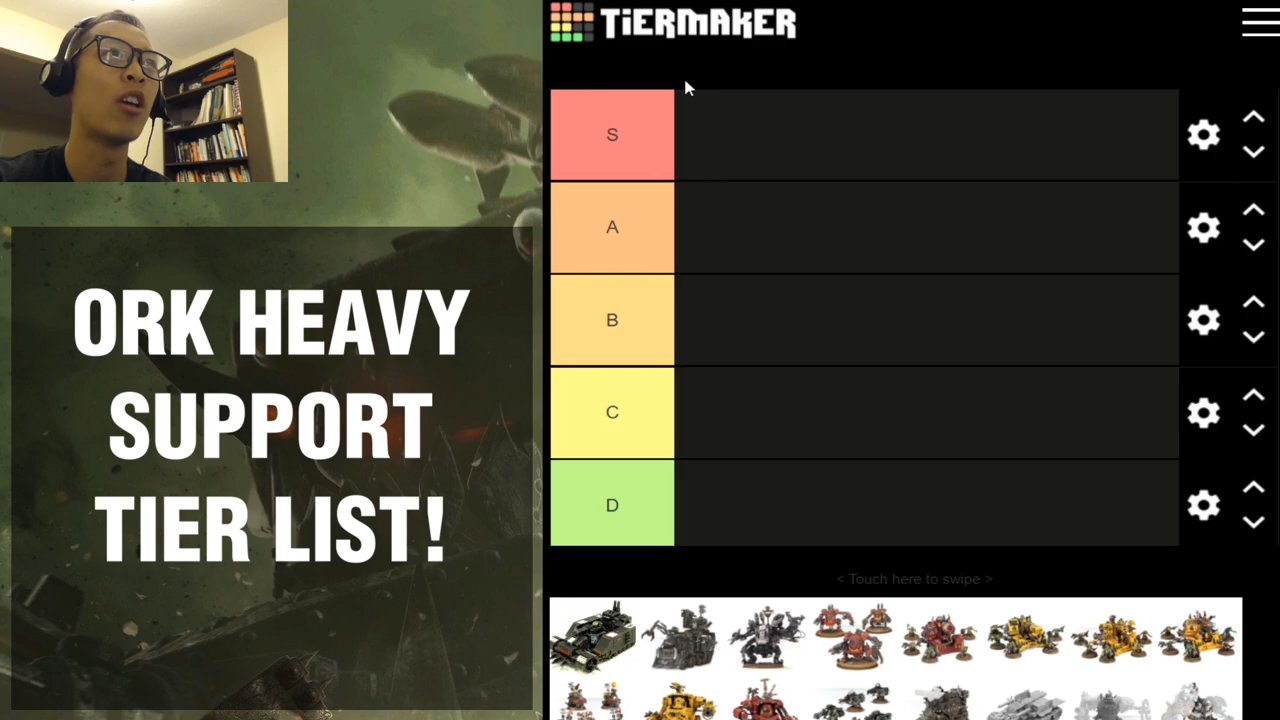 TiERMAKER
S
A
B
C
D
ORK HEAVY
SUPPORT
TIER LIST!
< Touch here to swipe >